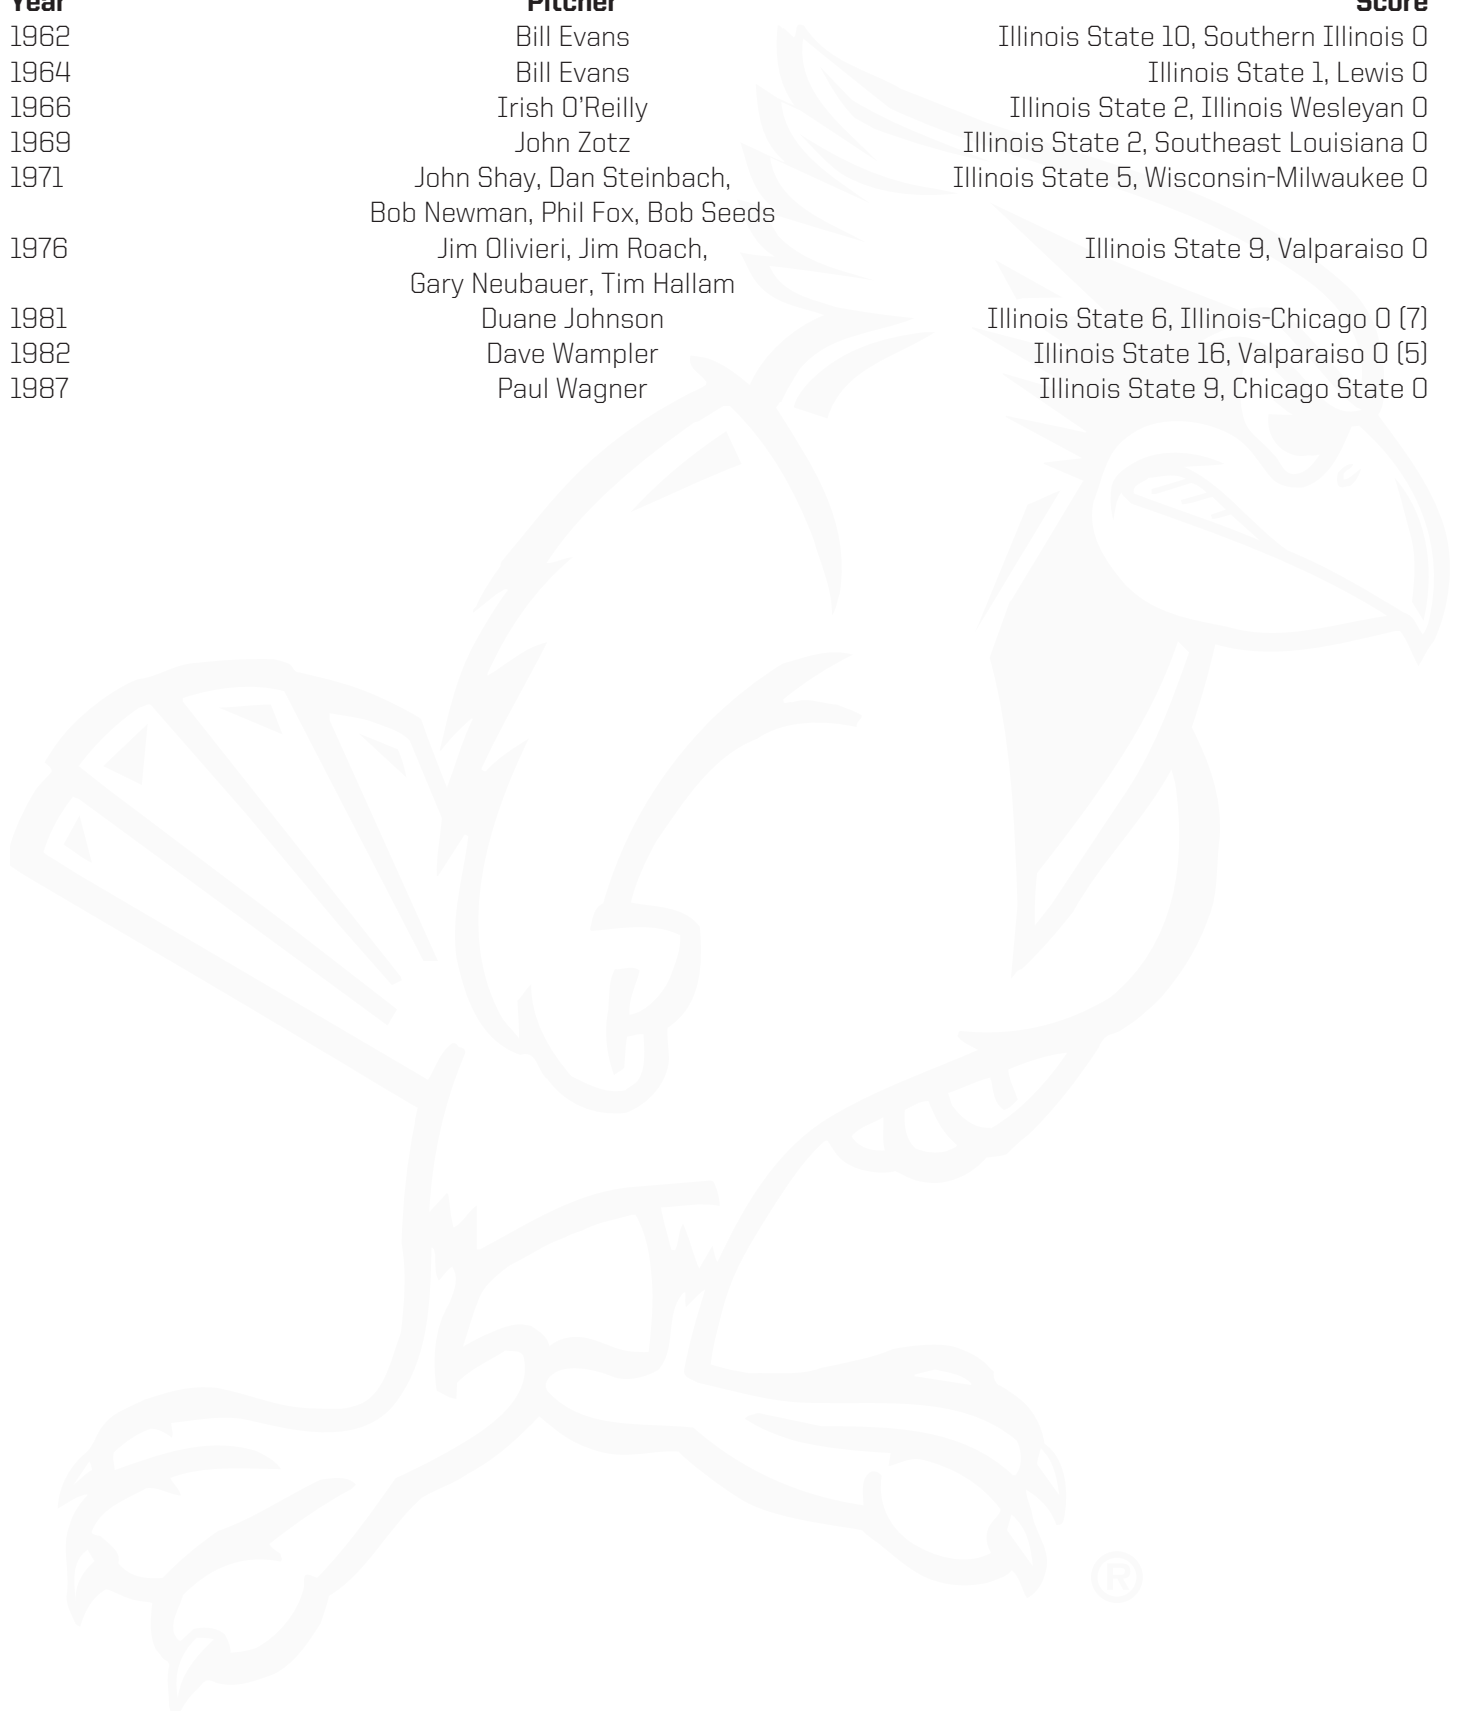 Year Pitcher Score
1962 Bill Evans Illinois State 10, Southern Illinois 0
1964 Bill Evans Illinois State 1, Lewis 0
1966 Irish O'Reilly Illinois State 2, Illinois Wesleyan 0
1969 John Zotz Illinois State 2, Southeast Louisiana 0
1971 John Shay, Dan Steinbach, Illinois State 5, Wisconsin-Milwaukee 0
Bob Newman, Phil Fox, Bob Seeds
1976 Jim Olivieri, Jim Roach, Illinois State 9, Valparaiso 0
Gary Neubauer, Tim Hallam
1981 Duane Johnson Illinois State 6, Illinois-Chicago 0 (7)
1982 Dave Wampler Illinois State 16, Valparaiso 0 (5)
1987 Paul Wagner Illinois State 9, Chicago State 0
®